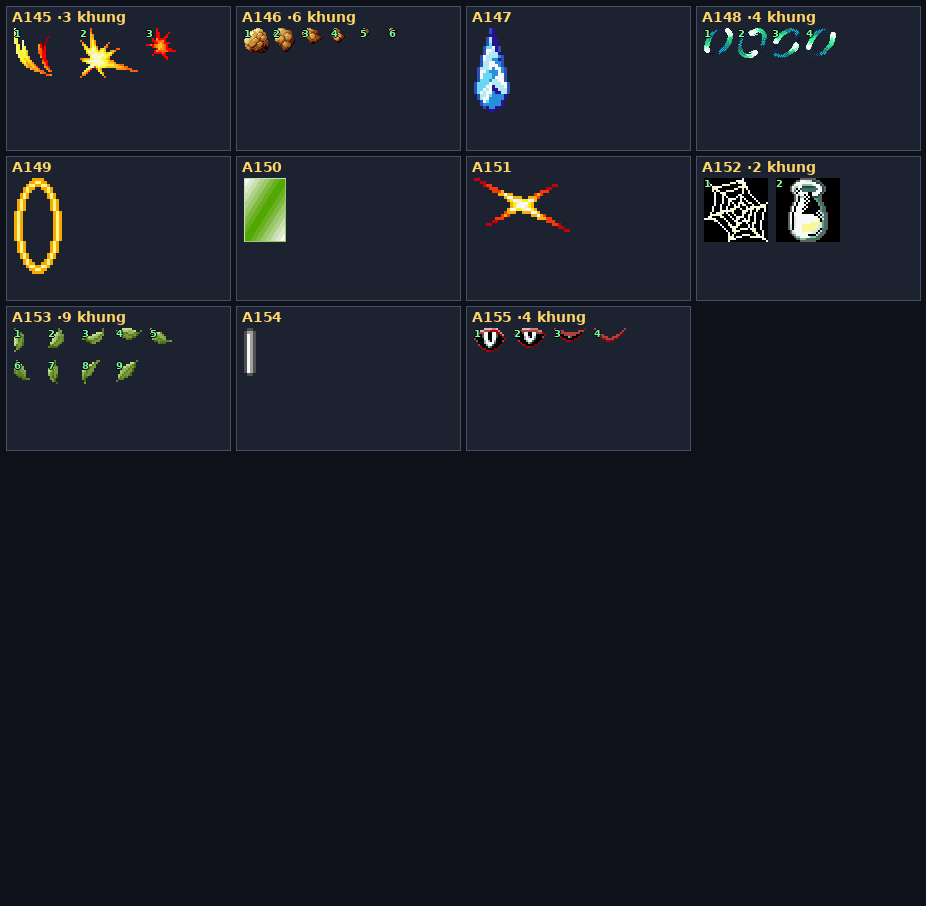 A145 ·3 khung
1 2 3
A146 ·6 khung
1 2 3 4 5 6
A147
A148 ·4 khung
1 2 3 4
A149
A150
A151
A152 ·2 khung
1 2
A153 ·9 khung
1 2 3 4 5
6 7 8 9
A154
A155 ·4 khung
1 2 3 4